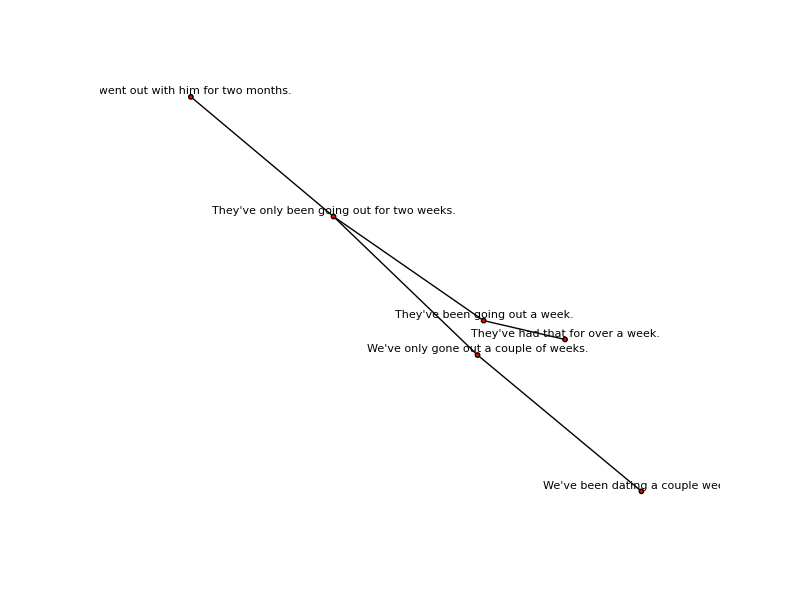 went out with him for two months.
They've only been going out for two weeks.
They've been going out a week.
They've had that for over a week.
We've only gone out a couple of weeks.
We've been dating a couple